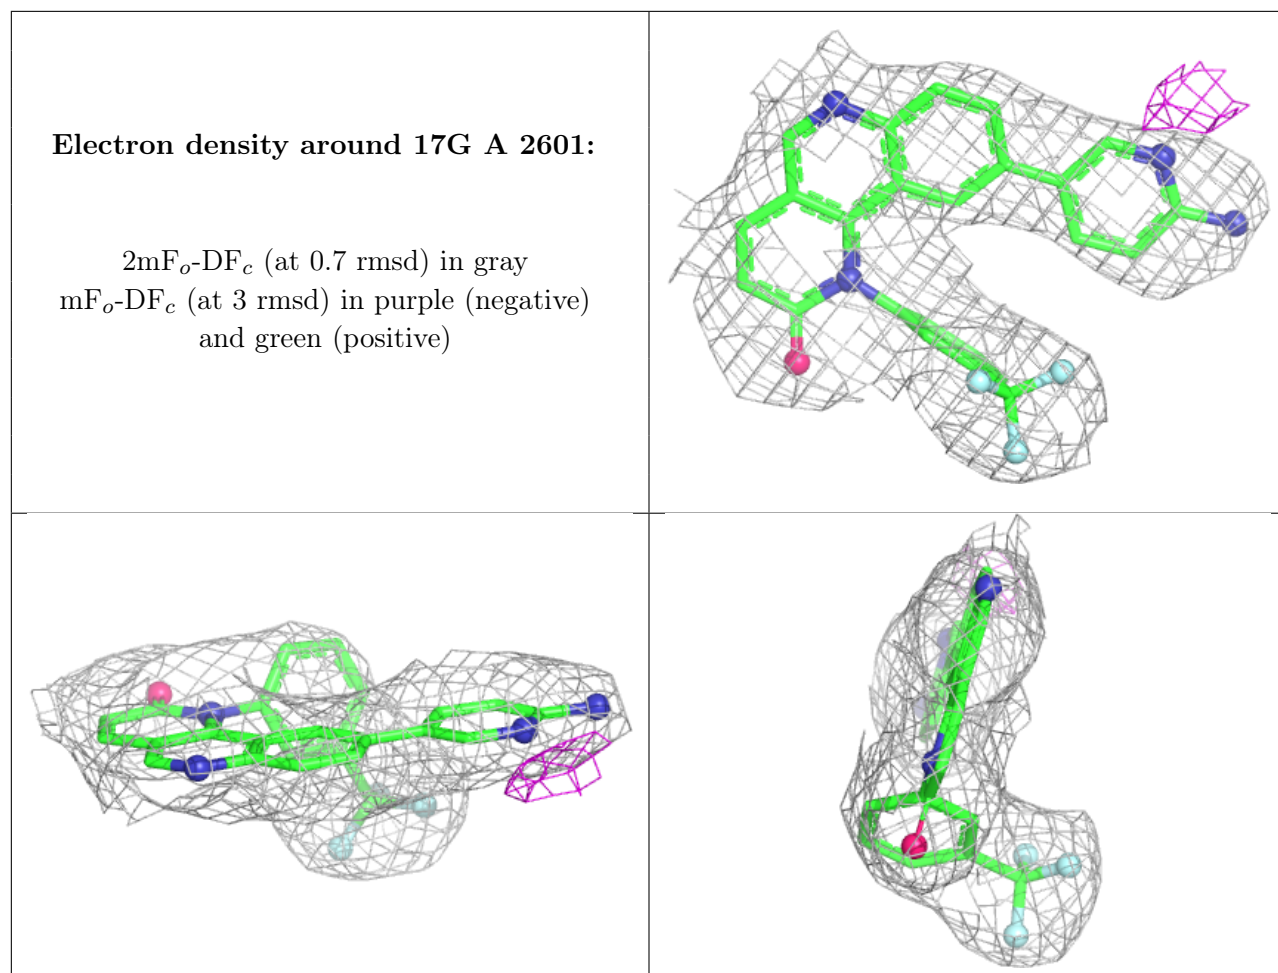 Electron density around 17G A 2601:
2mFo-DFc (at 0.7 rmsd) in gray
mFo-DFc (at 3 rmsd) in purple (negative)
and green (positive)